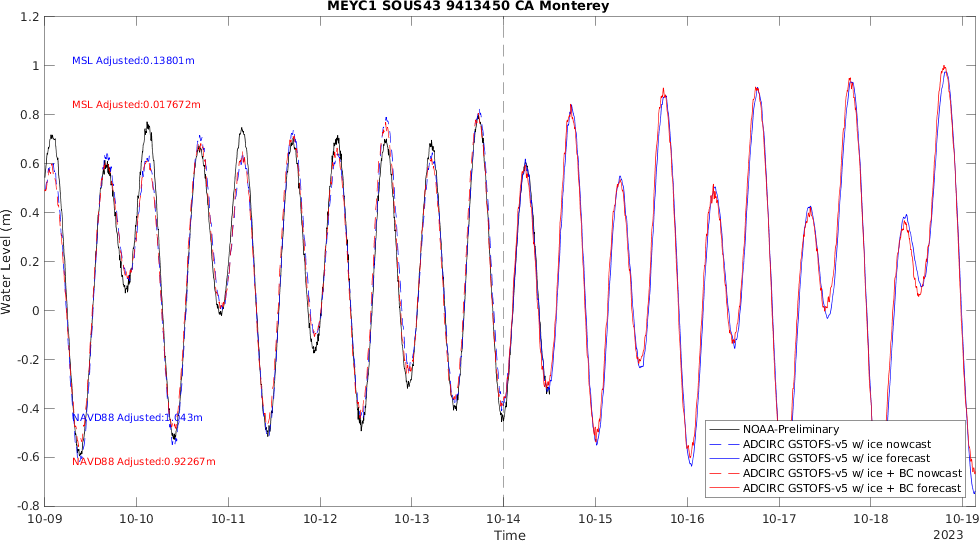 MEYC1 SOUS43 9413450 CA Monterey
1.2
1
0.8
0.6
0.4
0.2
0
-0.2
-0.4
-0.6
-0.8
Water Level (m)
MSL Adjusted:0.13801m
MSL Adjusted:0.017672m
NAVD88 Adjusted:1.043m
NAVD88 Adjusted:0.92267m
NOAA-Preliminary
ADCIRC GSTOFS-v5 w/ ice nowcast
ADCIRC GSTOFS-v5 w/ ice forecast
ADCIRC GSTOFS-v5 w/ ice + BC nowcast
ADCIRC GSTOFS-v5 w/ ice + BC forecast
10-09 10-10 10-11 10-12 10-13 10-14 10-15 10-16 10-17 10-18 10-19
Time
2023